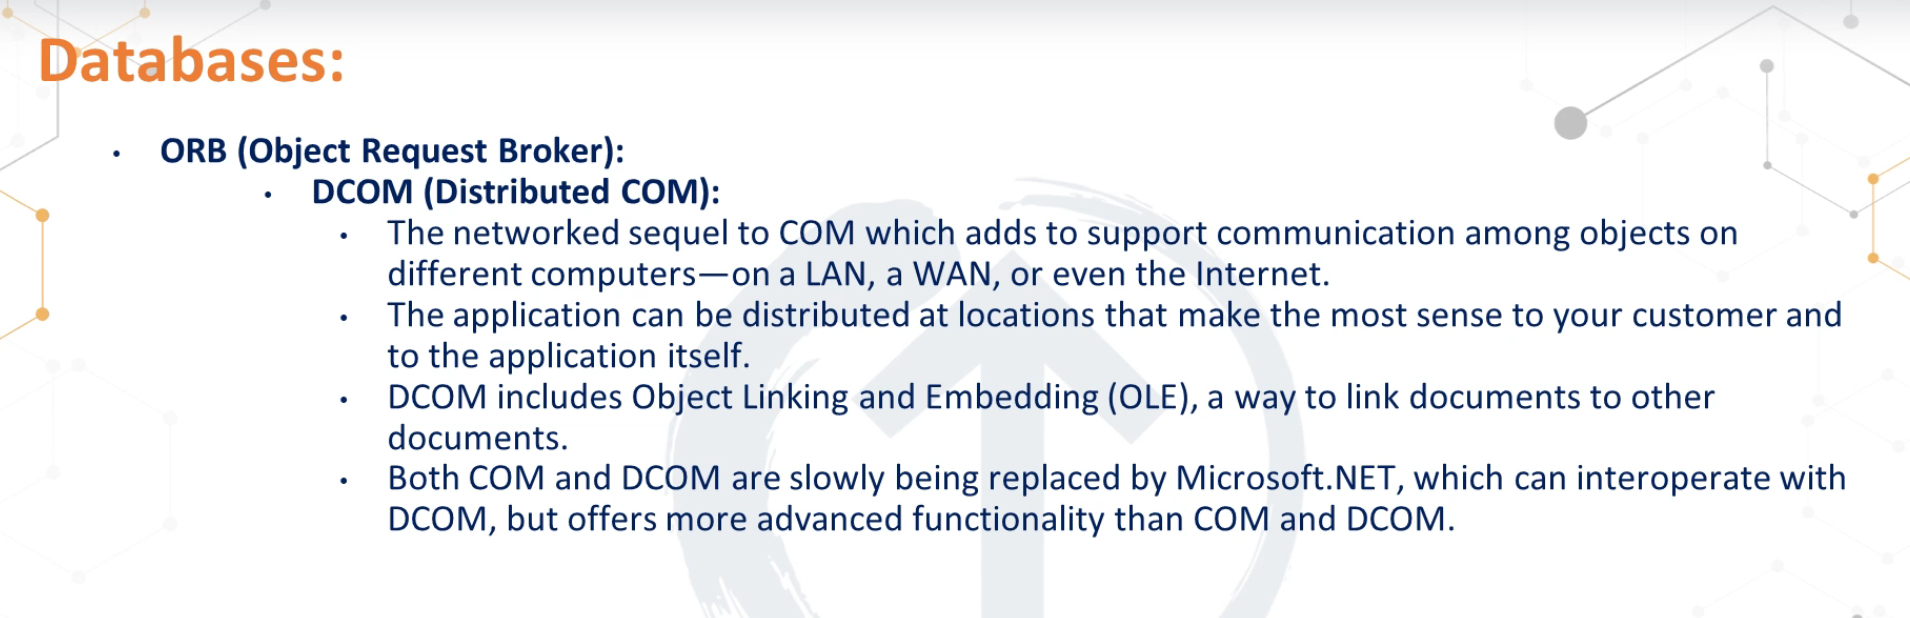 Databases:
• ORB (Object Request Broker):
• DCOM (Distributed COM):
• The networked sequel to COM which adds to support communication among objects on
different computers—on a LAN, a WAN, or even the Internet.
• The application can be distributed at locations that make the most sense to your customer and
to the application itself.
• DCOM includes Object Linking and Embedding (OLE), a way to link documents to other
documents.
• Both COM and DCOM are slowly being replaced by Microsoft.NET, which can interoperate with
DCOM, but offers more advanced functionality than COM and DCOM.